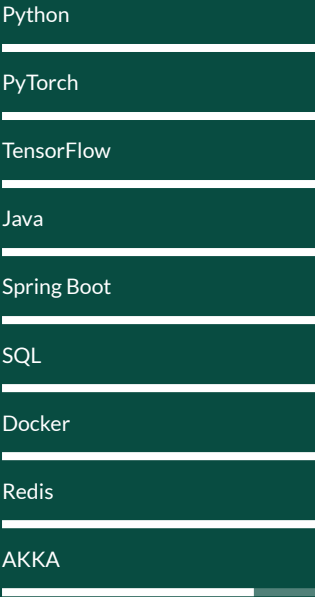 Python
PyTorch
TensorFlow
Java
Spring Boot
SQL
Docker
Redis
AKKA